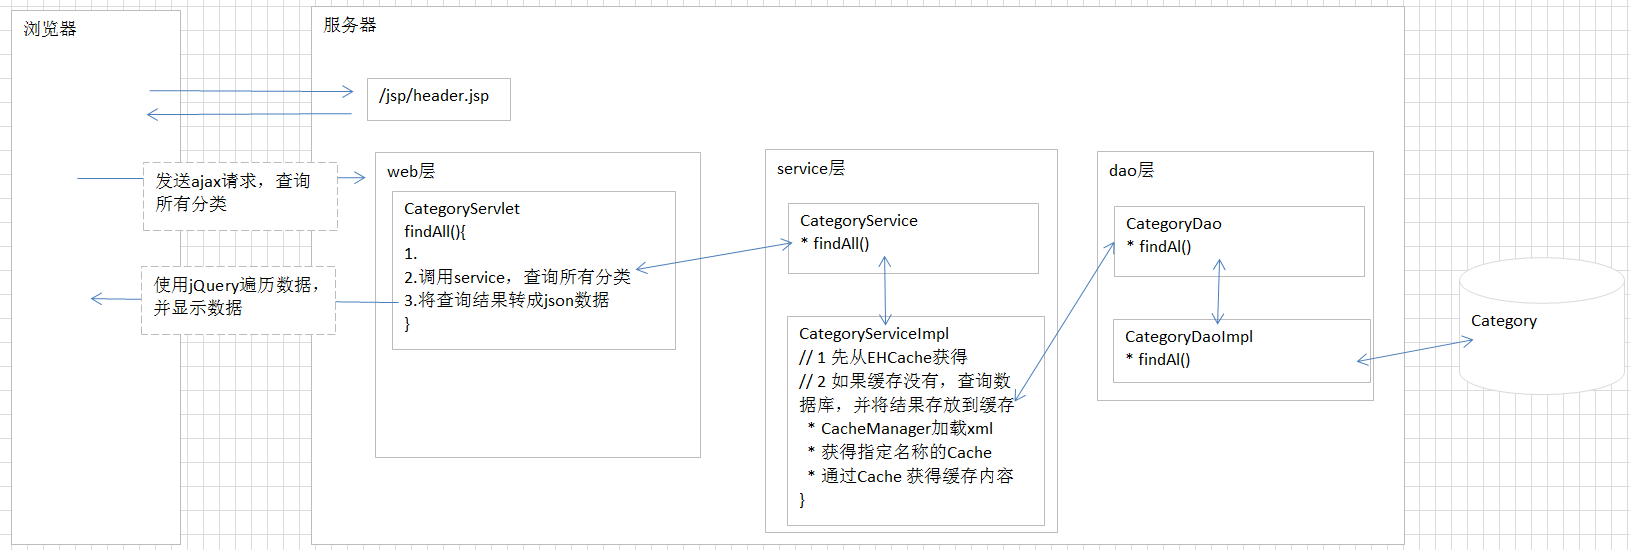 浏览器
服务器
/jsp/header.jsp
发送ajax请求，查询
所有分类
使用jQuery遍历数据，
并显示数据
web层
CategoryServlet
findAll(){
1.
2.调用service，查询所有分类
3.将查询结果转成json数据
}
service层
CategoryService
* findAll()
CategoryServiceImpl
// 1 先从EHCache获得
// 2 如果缓存没有，查询数
据库，并将结果存放到缓存
* CacheManager加载xml
* 获得指定名称的Cache
* 通过Cache 获得缓存内容
}
dao层
CategoryDao
* findAl()
CategoryDaoImpl
* findAl()
Category